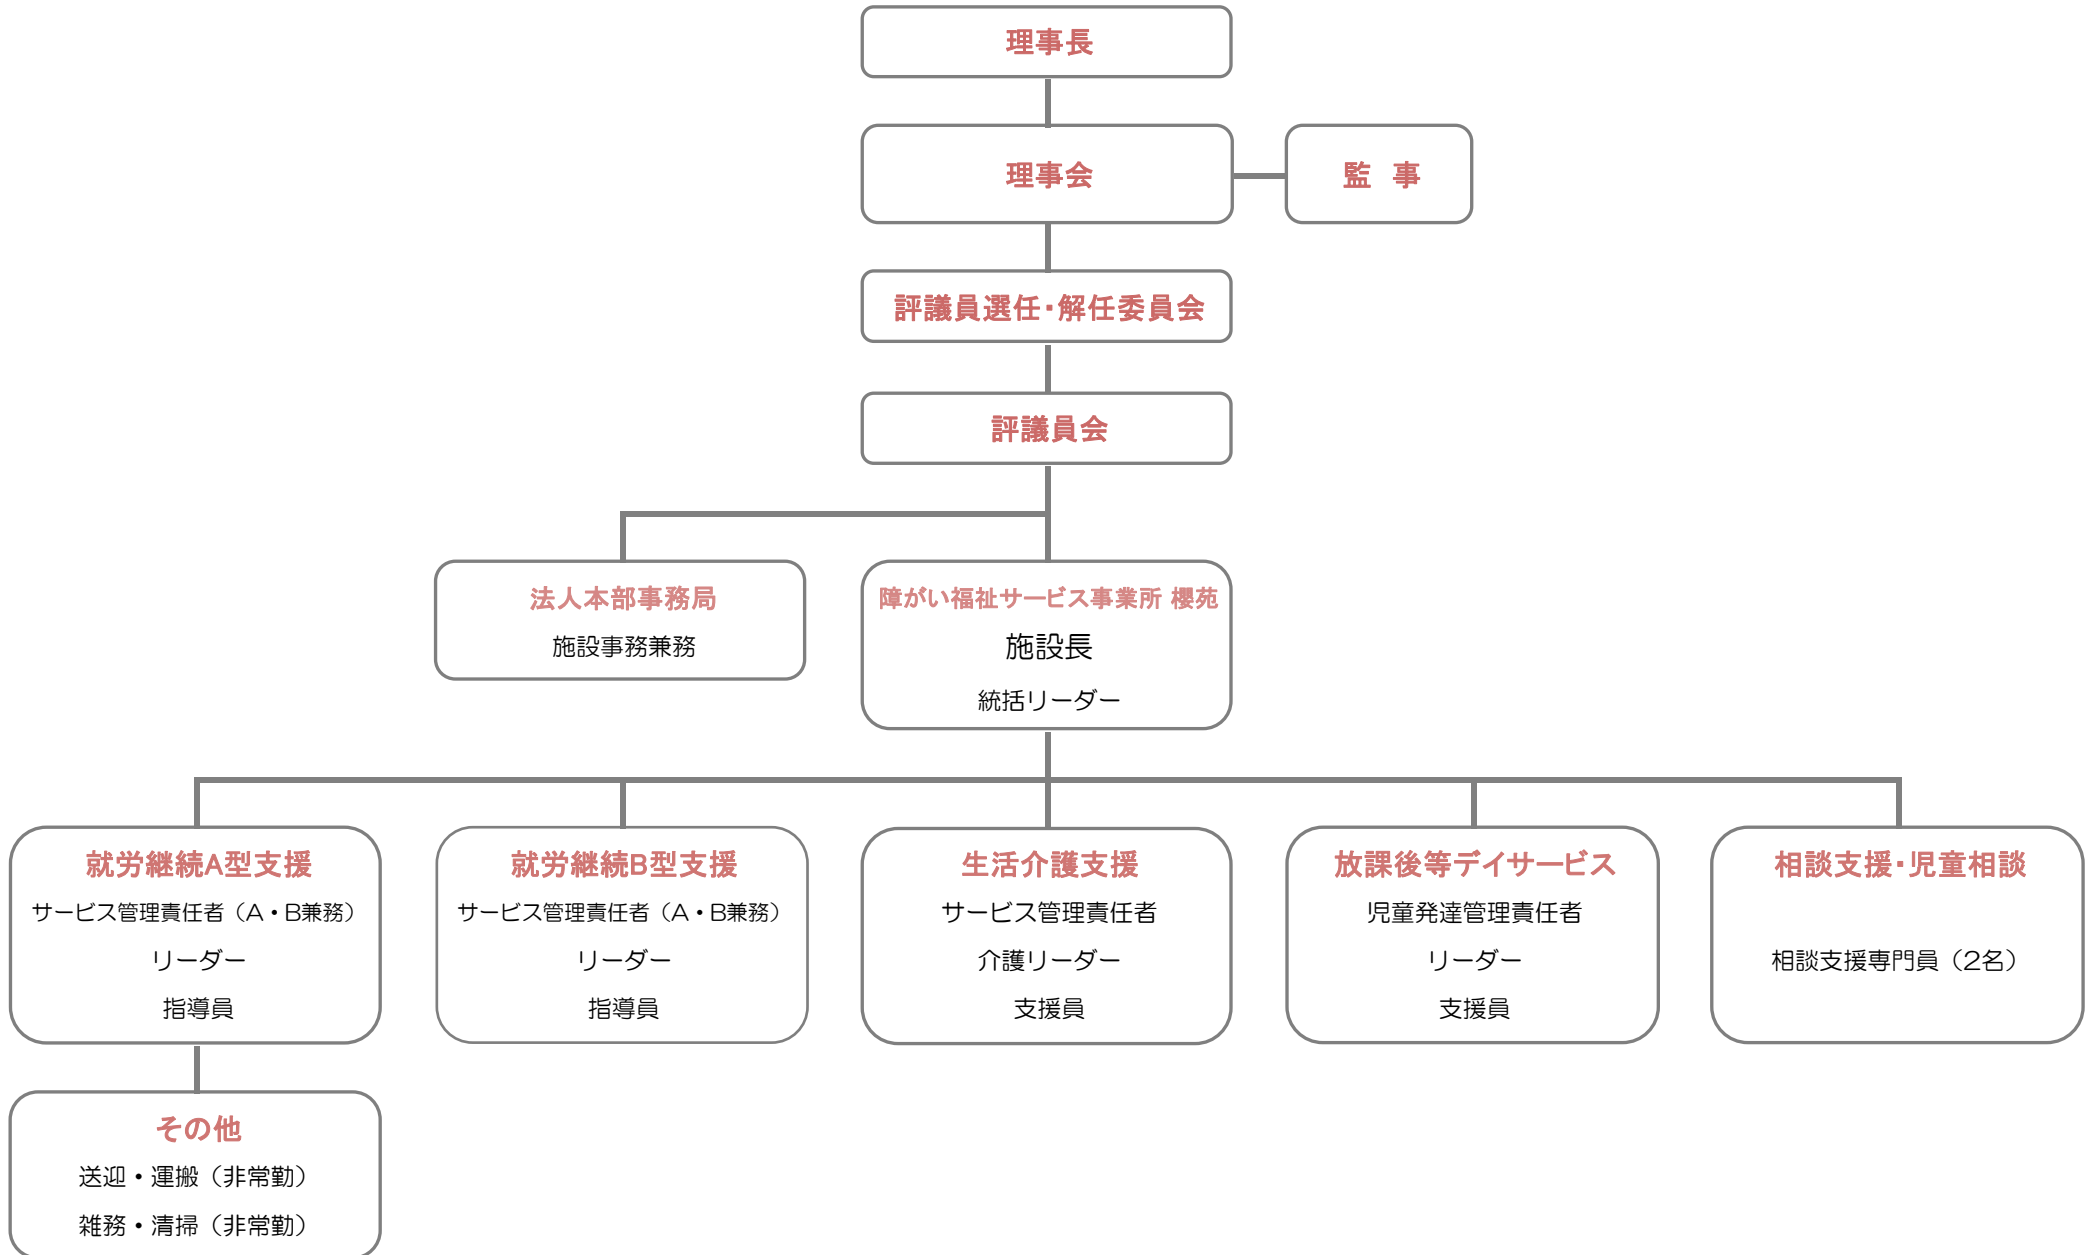 理事長
理事会
監　事
評議員選任・解任委員会
評議員会
法人本部事務局
施設事務兼務
障がい福祉サービス事業所 櫻苑
施設長
統括リーダー
就労継続A型支援
サービス管理責任者（A・B兼務）
リーダー
指導員
就労継続B型支援
サービス管理責任者（A・B兼務）
リーダー
指導員
生活介護支援
サービス管理責任者
介護リーダー
支援員
放課後等デイサービス
児童発達管理責任者
リーダー
支援員
相談支援・児童相談
相談支援専門員（2名）
その他
送迎・運搬（非常勤）
雑務・清掃（非常勤）